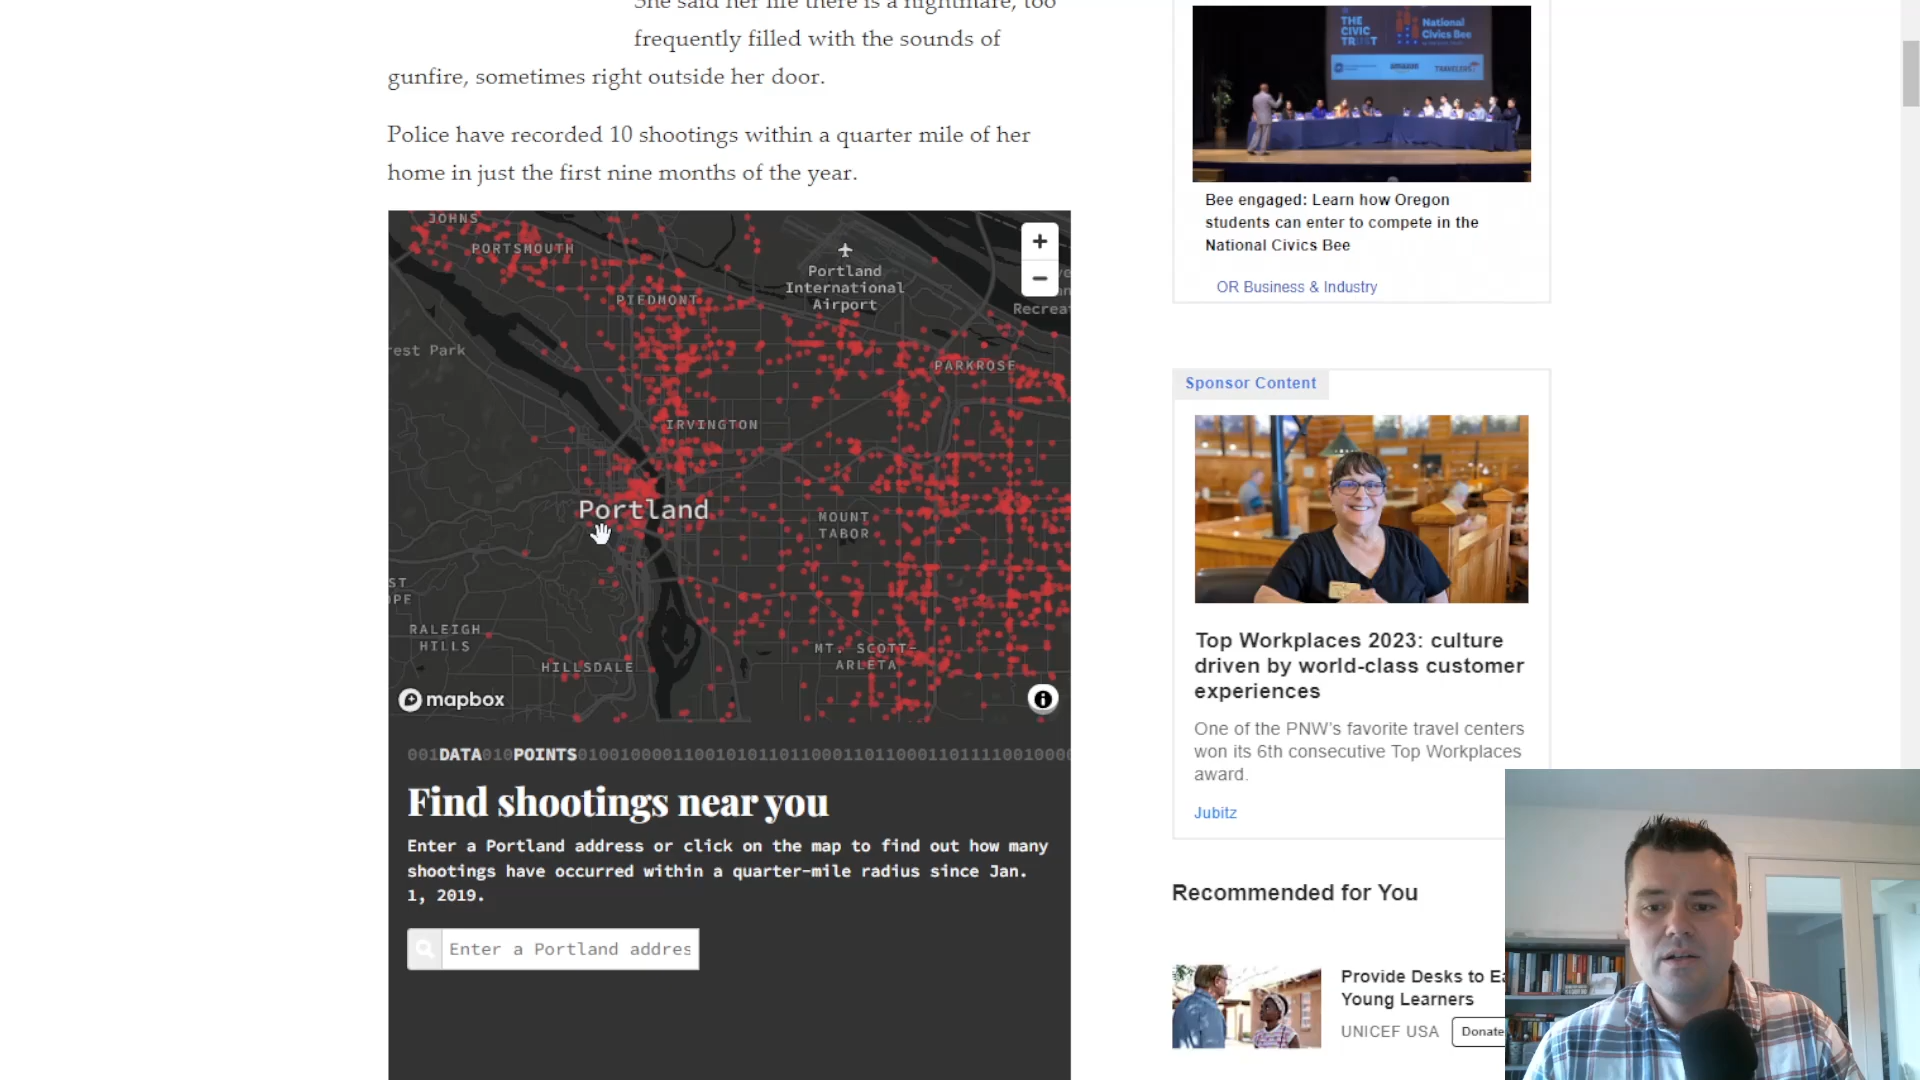 She said her life there is a nightmare, too
frequently filled with the sounds of
gunfire, sometimes right outside her door.
Police have recorded 10 shootings within a quarter mile of her
home in just the first nine months of the year.
JOHNS
PORTSMOUTH
PIEDMONT
Portland
International
Airport
Recrea
rest Park
PARKROSE
IRVINGTON
Portland
MOUNT
TABOR
ST
OPE
RALEIGH
HILLS
HILLSDALE
MT. SCOTT-
ARLETA
+
−
mapbox
001DATA010POINTS
Find shootings near you
Enter a Portland address or click on the map to find out how many
shootings have occurred within a quarter-mile radius since Jan.
1, 2019.
Enter a Portland addres
THE
CIVIC
TRUST
National
Civics Bee
amazon
TRAVELERS
Bee engaged: Learn how Oregon
students can enter to compete in the
National Civics Bee
OR Business & Industry
Sponsor Content
Top Workplaces 2023: culture
driven by world-class customer
experiences
One of the PNW's favorite travel centers
won its 6th consecutive Top Workplaces
award.
Jubitz
Recommended for You
Provide Desks to Ea
Young Learners
UNICEF USA
Donate